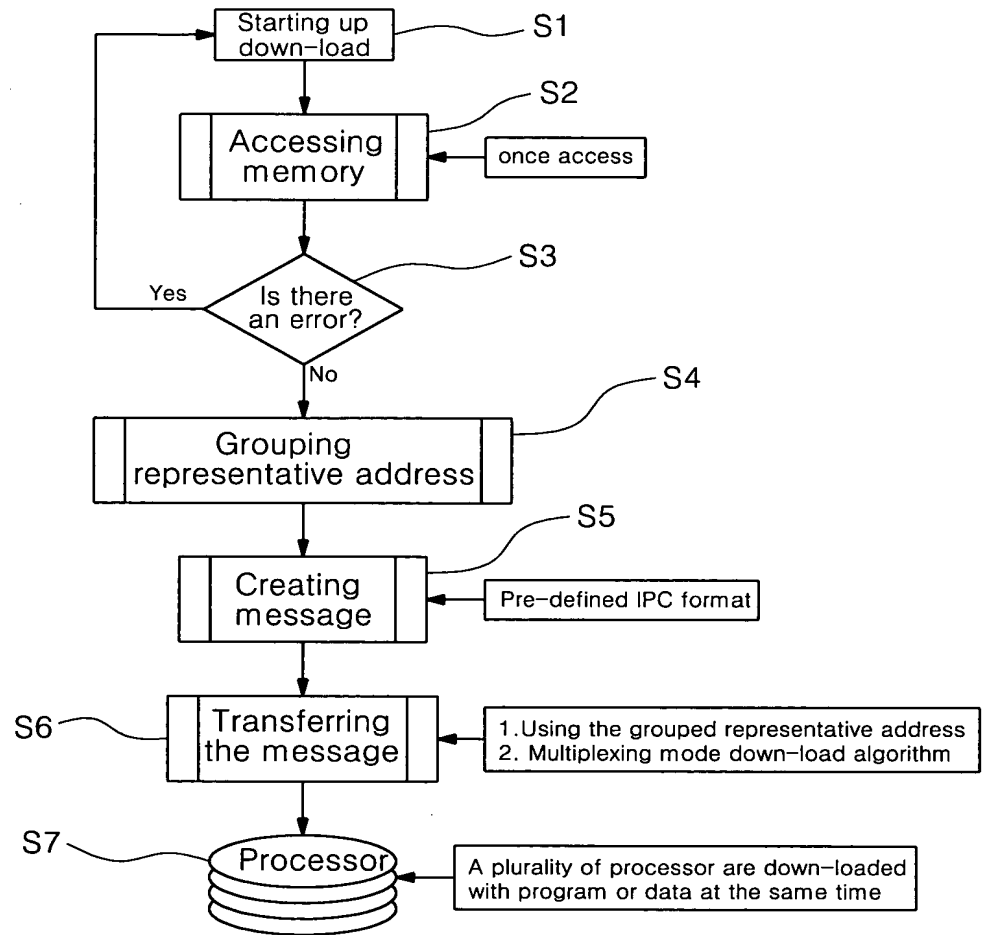 Starting up
down-load
S1
S2
Accessing
memory
once access
S3
Is there
an error?
Yes
No
S4
Grouping
representative address
S5
Creating
message
Pre-defined IPC format
S6
Transferring
the message
1.Using the grouped representative address
2. Multiplexing mode down-load algorithm
S7
Processor
A plurality of processor are down-loaded
with program or data at the same time